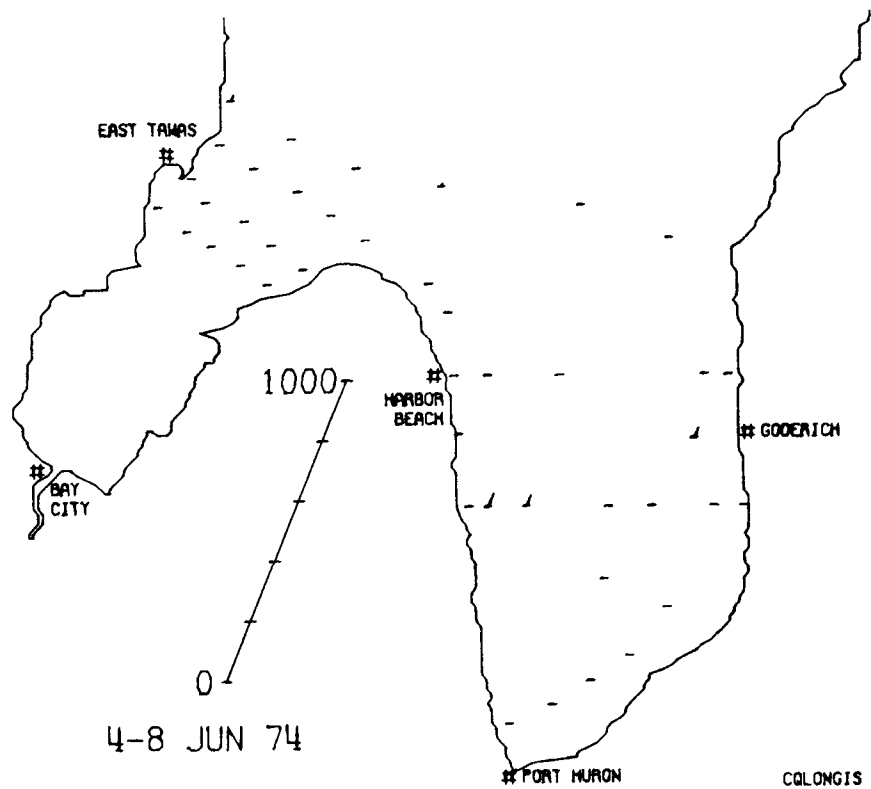 EAST TAWAS
#
1000
#
HARBOR
BEACH
# GODERICH
#
BAY
CITY
0
4-8 JUN 74
# PORT HURON
CQLONGIS